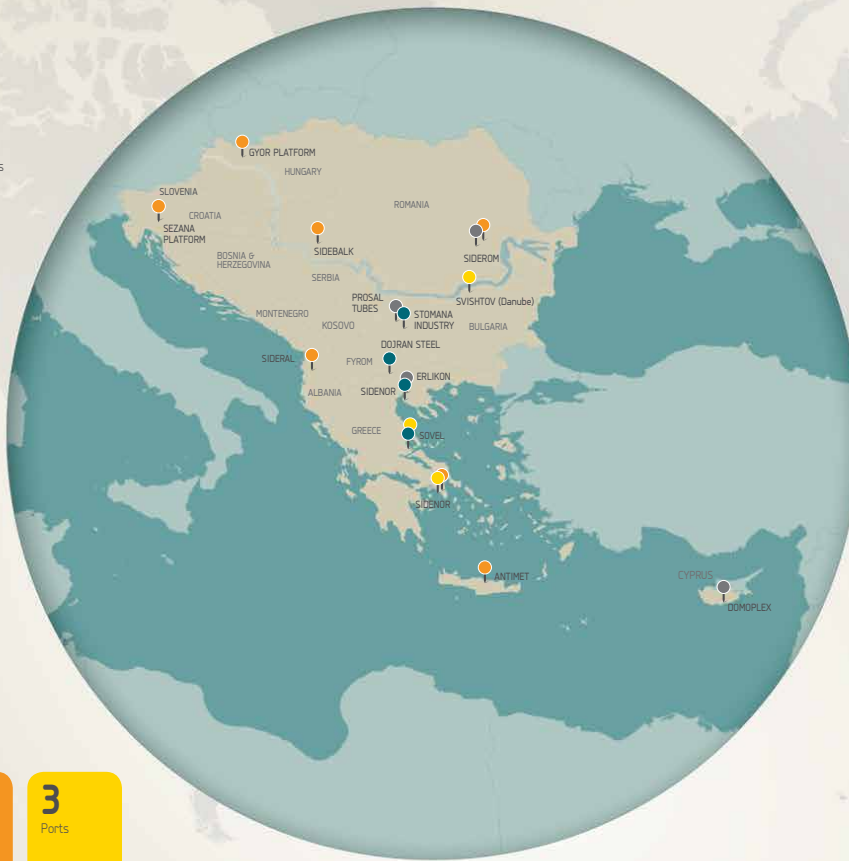 s
GYOR PLATFORM
HUNGARY
SLOVENIA
ROMANIA
CROATIA
SEZANA
PLATFORM
SIDEBALK
BOSNIA &
HERZEGOVINA
SIDEROM
SERBIA
PROSAL
TUBES
SVISHTOV (Danube)
MONTENEGRO
STOMANA
INDUSTRY
KOSOVO
BULGARIA
DOJRAN STEEL
SIDERAL
FYROM
ERLIKON
ALBANIA
SIDENOR
GREECE
SOVEL
SIDENOR
ANTIMET
CYPRUS
DOMOPLEX
3
Ports